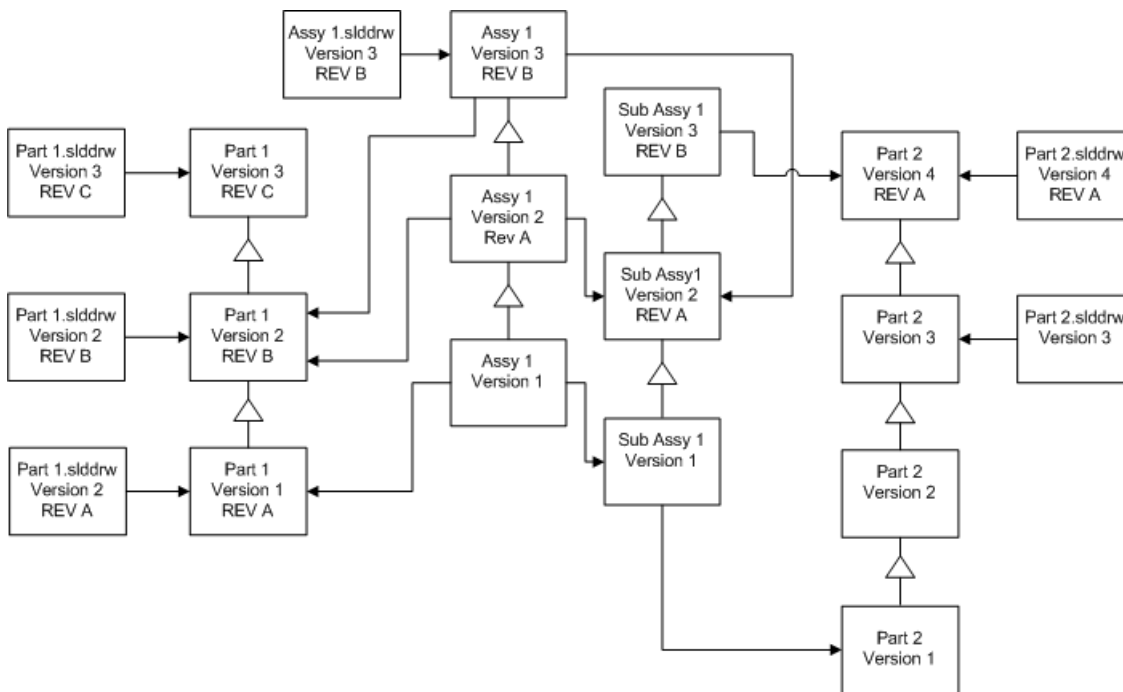 Assy 1.slddrw
Version 3
REV B
Assy 1
Version 3
REV B
Sub Assy 1
Version 3
REV B
Part 1.slddrw
Version 3
REV C
Part 1
Version 3
REV C
Part 2
Version 4
REV A
Part 2.slddrw
Version 4
REV A
Assy 1
Version 2
Rev A
Sub Assy1
Version 2
REV A
Part 1.slddrw
Version 2
REV B
Part 1
Version 2
REV B
Part 2
Version 3
Part 2.slddrw
Version 3
Assy 1
Version 1
Sub Assy 1
Version 1
Part 1.slddrw
Version 2
REV A
Part 1
Version 1
REV A
Part 2
Version 2
Part 2
Version 1